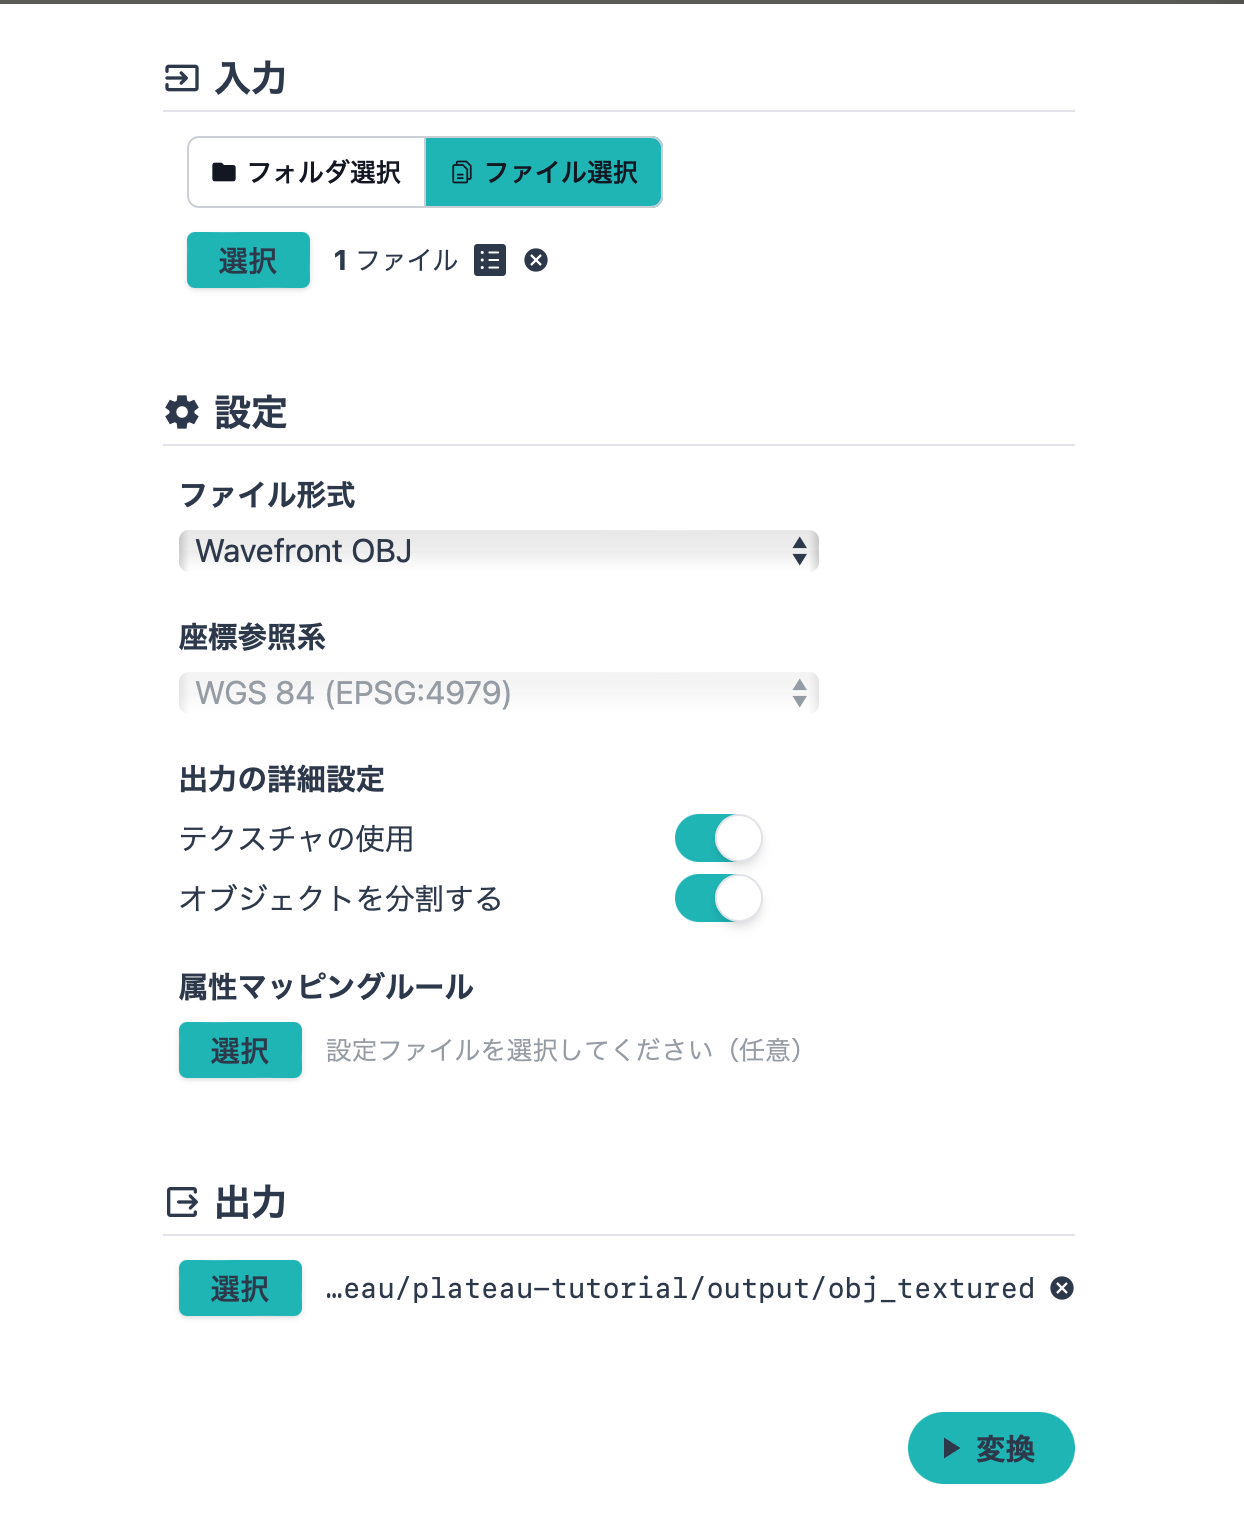 入力
フォルダ選択 ファイル選択
選択 1 ファイル
設定
ファイル形式
Wavefront OBJ
座標参照系
WGS 84 (EPSG:4979)
出力の詳細設定
テクスチャの使用
オブジェクトを分割する
属性マッピングルール
選択 設定ファイルを選択してください（任意）
出力
選択 …eau/plateau-tutorial/output/obj_textured
変換